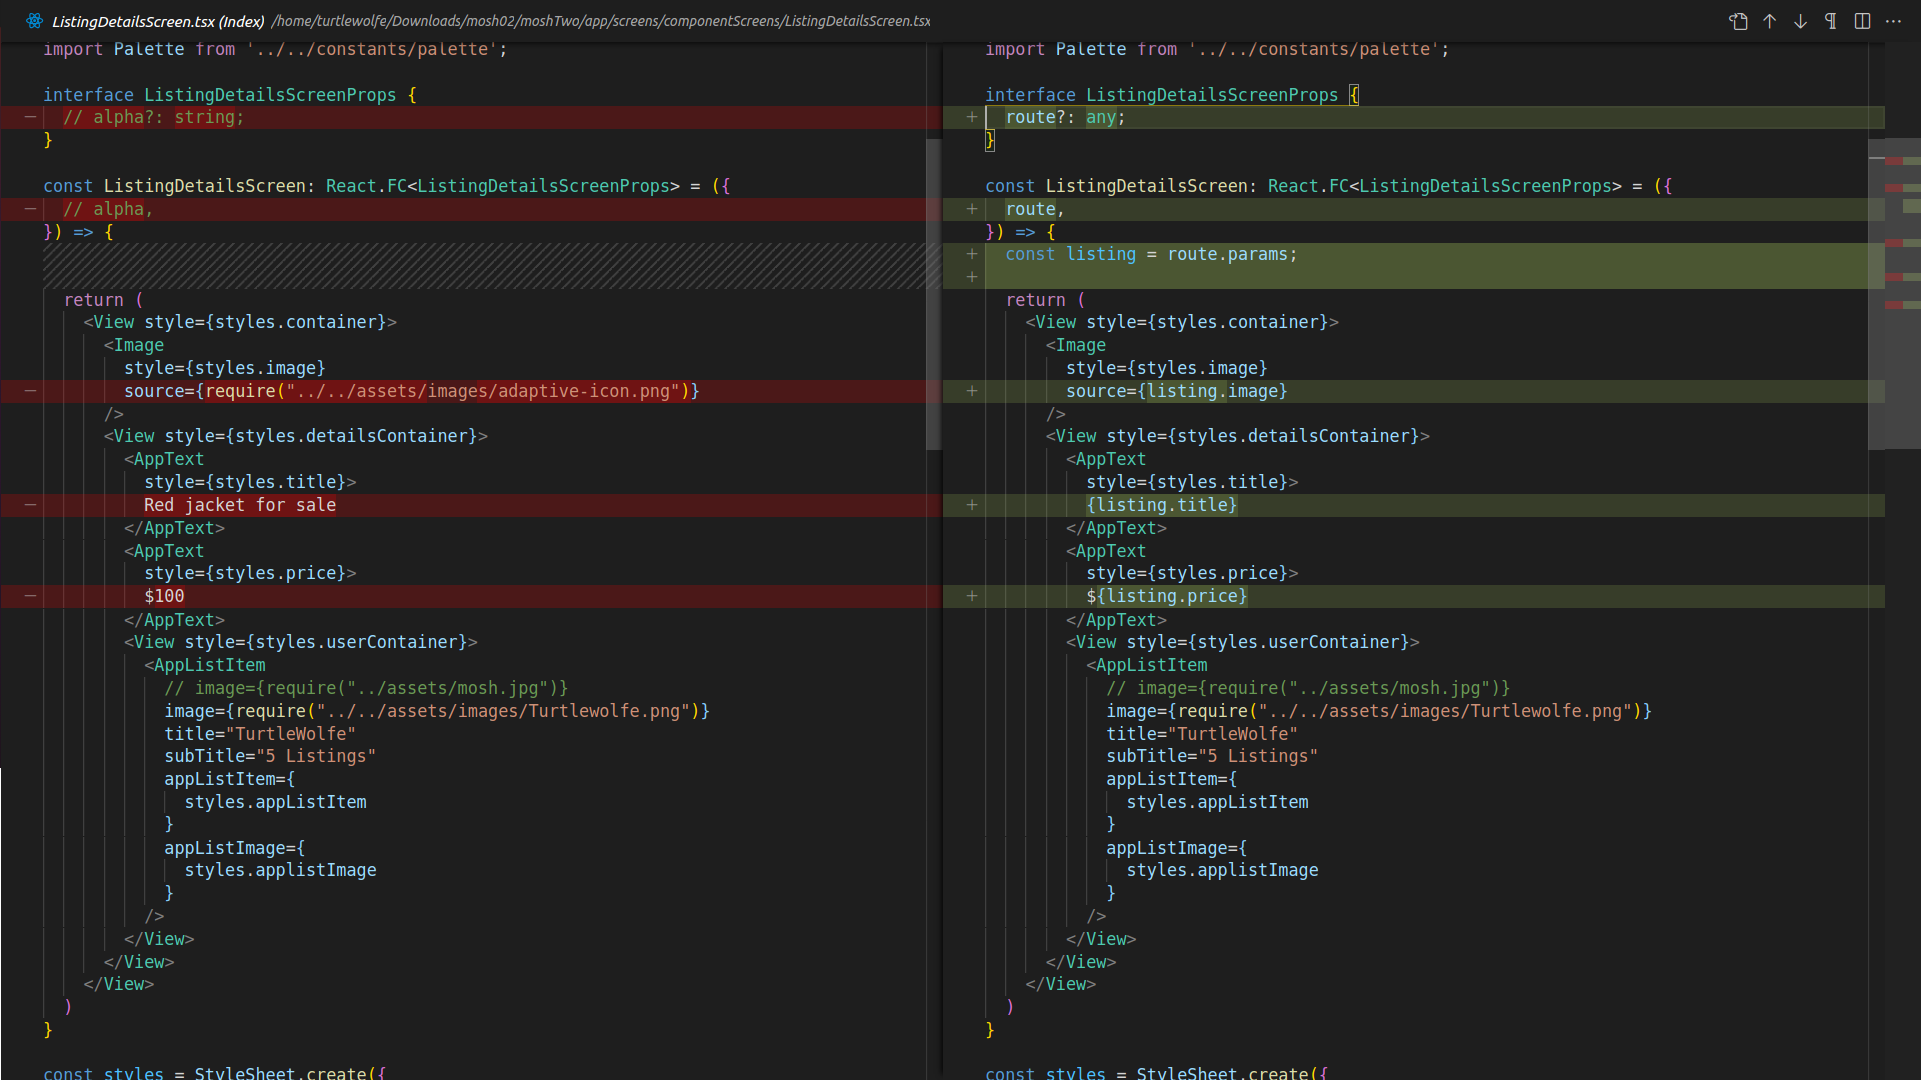 ListingDetailsScreen.tsx (Index) /home/turtlewolfe/Downloads/mosh02/moshTwo/app/screens/componentScreens/ListingDetailsScreen.tsx
import Palette from '../../constants/palette';
interface ListingDetailsScreenProps {
— // alpha?: string;
}
const ListingDetailsScreen: React.FC<ListingDetailsScreenProps> = ({
— // alpha,
}) => {
return (
<View style={styles.container}>
<Image
style={styles.image}
— source={require("../../assets/images/adaptive-icon.png")}
/>
<View style={styles.detailsContainer}>
<AppText
style={styles.title}>
— Red jacket for sale
</AppText>
<AppText
style={styles.price}>
— $100
</AppText>
<View style={styles.userContainer}>
<AppListItem
// image={require("../assets/mosh.jpg")}
image={require("../../assets/images/Turtlewolfe.png")}
title="TurtleWolfe"
subTitle="5 Listings"
appListItem={
styles.appListItem
}
appListImage={
styles.applistImage
}
/>
</View>
</View>
</View>
)
}
const styles = StyleSheet.create({
import Palette from '../../constants/palette';
interface ListingDetailsScreenProps {
+ route?: any;
}
const ListingDetailsScreen: React.FC<ListingDetailsScreenProps> = ({
+ route,
}) => {
+ const listing = route.params;
+
return (
<View style={styles.container}>
<Image
style={styles.image}
+ source={listing.image}
/>
<View style={styles.detailsContainer}>
<AppText
style={styles.title}>
+ {listing.title}
</AppText>
<AppText
style={styles.price}>
+ ${listing.price}
</AppText>
<View style={styles.userContainer}>
<AppListItem
// image={require("../assets/mosh.jpg")}
image={require("../../assets/images/Turtlewolfe.png")}
title="TurtleWolfe"
subTitle="5 Listings"
appListItem={
styles.appListItem
}
appListImage={
styles.applistImage
}
/>
</View>
</View>
</View>
)
}
const styles = StyleSheet.create({